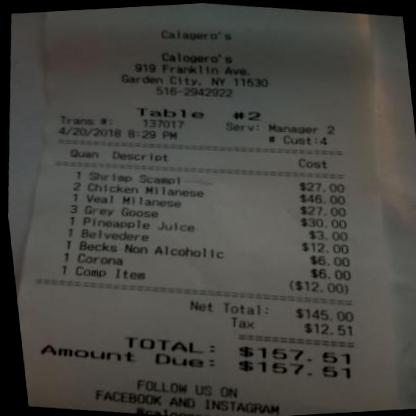 Calogero's
Calogero's
919 Franklin Ave.
Garden City, NY 11530
516-2942922
Table #2
Trans #: 137017 Serv: Manager 2
4/20/2018 8:29 PM # Cust:4
Quan Descript Cost
1 Shrimp Scampi $27.00
2 Chicken Milanese $46.00
1 Veal Milanese $27.00
3 Grey Goose $30.00
1 Pineapple Juice $3.00
1 Belvedere $12.00
1 Becks Non Alcoholic $6.00
1 Corona $6.00
1 Comp Item ($12.00)
Net Total: $145.00
Tax $12.51
TOTAL: $157.51
Amount Due: $157.51
FOLLOW US ON
FACEBOOK AND INSTAGRAM